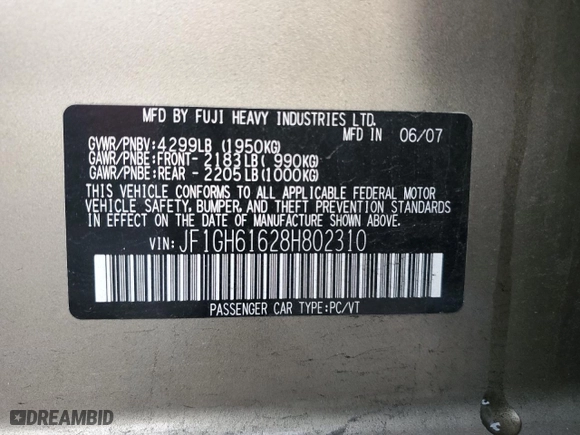 MFD BY FUJI HEAVY INDUSTRIES LTD.
MFD IN 06/07
GVWR/PNBV:4299LB (1950KG)
GAWR/PNBE:FRONT- 2183LB( 990KG)
GAWR/PNBE:REAR - 2205LB(1000KG)
THIS VEHICLE CONFORMS TO ALL APPLICABLE FEDERAL MOTOR
VEHICLE SAFETY, BUMPER, AND THEFT PREVENTION STANDARDS
IN EFFECT ON THE DATE OF MANUFACTURE SHOWN ABOVE.
VIN: JF1GH61628H802310
PASSENGER CAR TYPE:PC/VT
DREAMBID